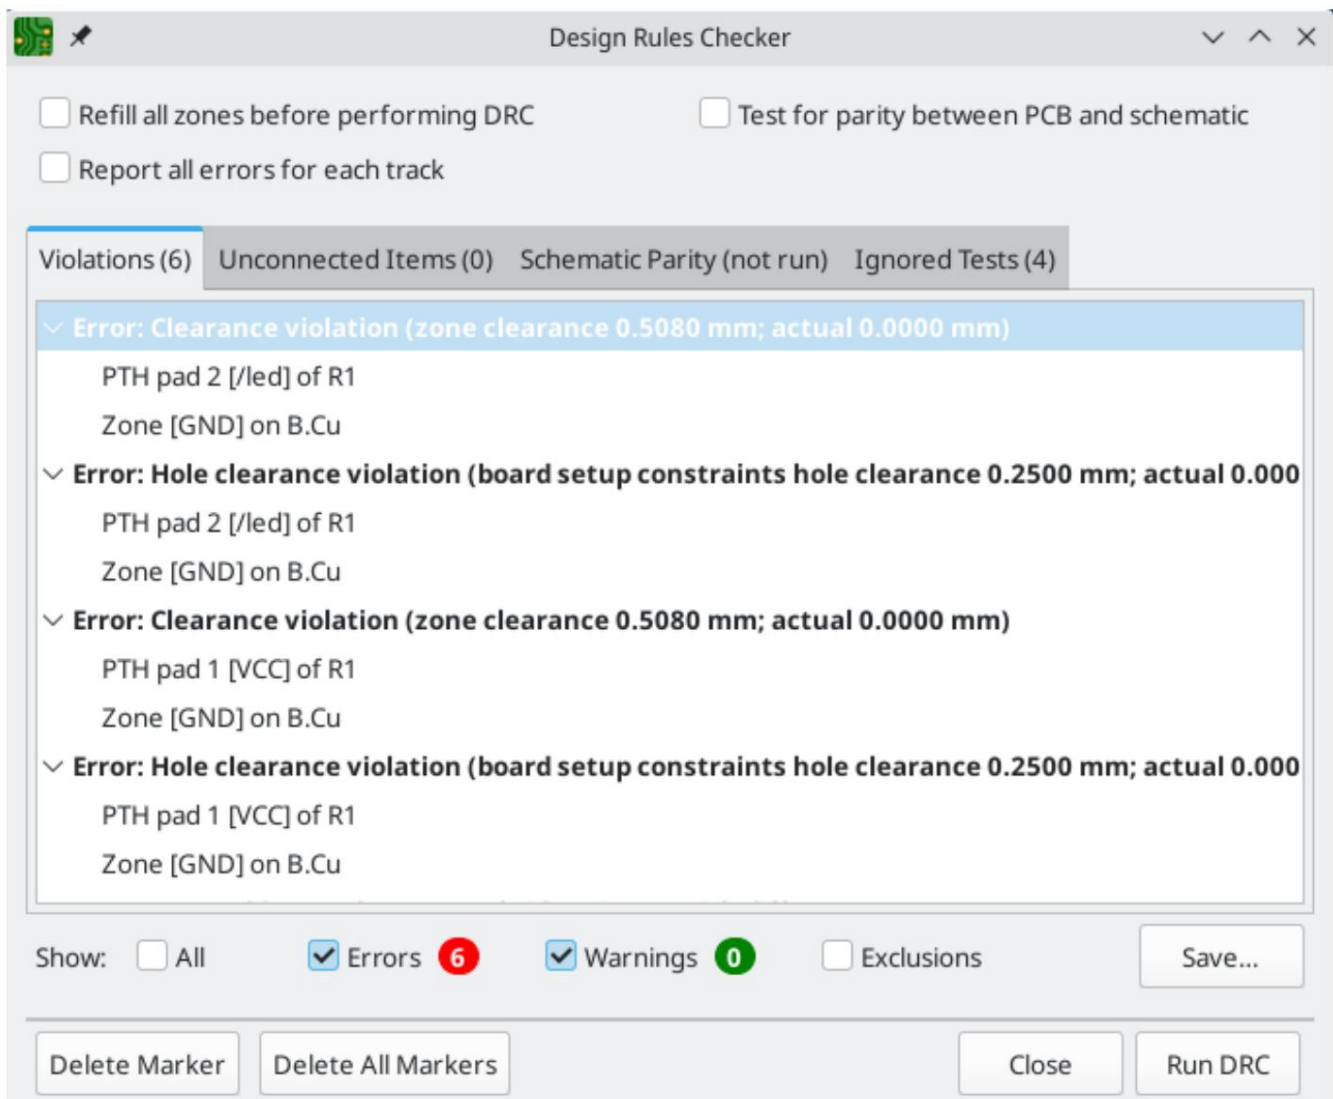 Design Rules Checker
Refill all zones before performing DRC Test for parity between PCB and schematic
Report all errors for each track
Violations (6) Unconnected Items (0) Schematic Parity (not run) Ignored Tests (4)
Error: Clearance violation (zone clearance 0.5080 mm; actual 0.0000 mm)
PTH pad 2 [/led] of R1
Zone [GND] on B.Cu
Error: Hole clearance violation (board setup constraints hole clearance 0.2500 mm; actual 0.000
PTH pad 2 [/led] of R1
Zone [GND] on B.Cu
Error: Clearance violation (zone clearance 0.5080 mm; actual 0.0000 mm)
PTH pad 1 [VCC] of R1
Zone [GND] on B.Cu
Error: Hole clearance violation (board setup constraints hole clearance 0.2500 mm; actual 0.000
PTH pad 1 [VCC] of R1
Zone [GND] on B.Cu
Show: All Errors 6 Warnings 0 Exclusions Save...
Delete Marker Delete All Markers Close Run DRC